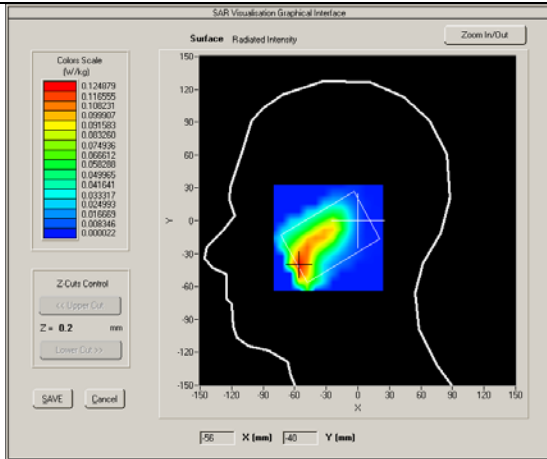 SAR Visualisation Graphical Interface
Surface Radiated Intensity
Zoom In/Out
Colors Scale
(W/kg)
0.124879
0.116555
0.108231
0.099907
0.091583
0.083260
0.074936
0.066612
0.058288
0.049965
0.041641
0.033317
0.024993
0.016669
0.008346
0.000022
Z-Cuts Control
<< Upper Cut
Z = 0.2 mm
Lower Cut >>
SAVE Cancel
150
120
90
60
30
0
-30
-60
-90
-120
-150
Y
-150 -120 -90 -60 -30 0 30 60 90 120 150
X
-56 X (mm) -40 Y (mm)